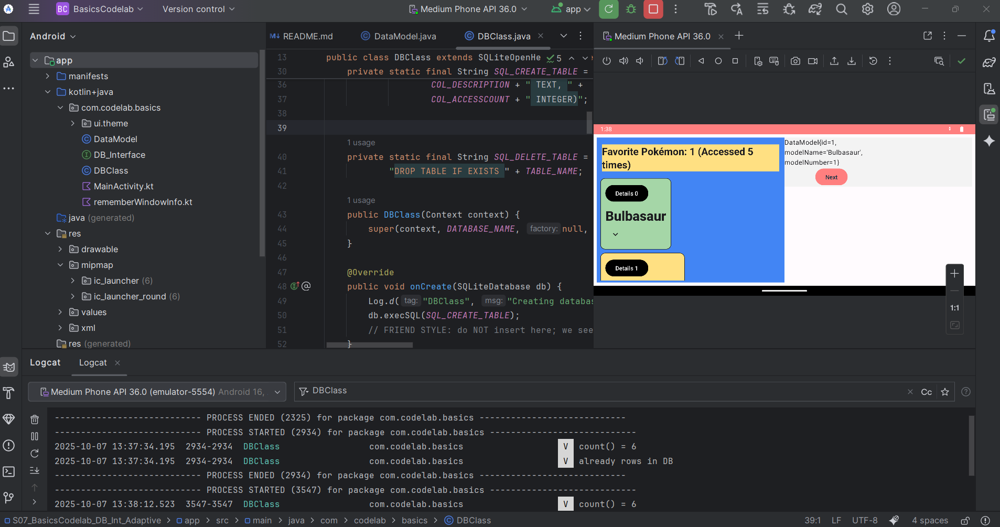 BC BasicsCodelab Version control Medium Phone API 36.0 app
Android
app
manifests
kotlin+java
com.codelab.basics
ui.theme
DataModel
DB_Interface
DBClass
MainActivity.kt
rememberWindowInfo.kt
java (generated)
res
drawable
mipmap
ic_launcher (6)
ic_launcher_round (6)
values
xml
res (generated)
M↓ README.md DataModel.java DBClass.java
13 public class DBClass extends SQLiteOpenHe 5
30 private static final String SQL_CREATE_TABLE =
36 COL_DESCRIPTION + " TEXT, " +
37 COL_ACCESSCOUNT + " INTEGER)";
38
39
1 usage
40 private static final String SQL_DELETE_TABLE =
41 "DROP TABLE IF EXISTS " + TABLE_NAME;
42
1 usage
43 public DBClass(Context context) {
44 super(context, DATABASE_NAME, factory: null,
45 }
46
47 @Override
48 public void onCreate(SQLiteDatabase db) {
49 Log.d( tag: "DBClass", msg: "Creating databas
50 db.execSQL(SQL_CREATE_TABLE);
51 // FRIEND STYLE: do NOT insert here; we see
52 }
Medium Phone API 36.0
1:38
Favorite Pokémon: 1 (Accessed 5
times)
Details 0
Bulbasaur
Details 1
DataModel{id=1,
modelName='Bulbasaur',
modelNumber=1}
Next
1:1
Logcat Logcat
Medium Phone API 36.0 (emulator-5554) Android 16, DBClass Cc
--------------------------- PROCESS ENDED (2325) for package com.codelab.basics ---------------------------
--------------------------- PROCESS STARTED (2934) for package com.codelab.basics ---------------------------
2025-10-07 13:37:34.195 2934-2934 DBClass com.codelab.basics V count() = 6
2025-10-07 13:37:34.195 2934-2934 DBClass com.codelab.basics V already rows in DB
--------------------------- PROCESS ENDED (2934) for package com.codelab.basics ---------------------------
--------------------------- PROCESS STARTED (3547) for package com.codelab.basics ---------------------------
2025-10-07 13:38:12.523 3547-3547 DBClass com.codelab.basics V count() = 6
S07_BasicsCodelab_DB_Int_Adaptive > app > src > main > java > com > codelab > basics > DBClass 39:1 LF UTF-8 4 spaces